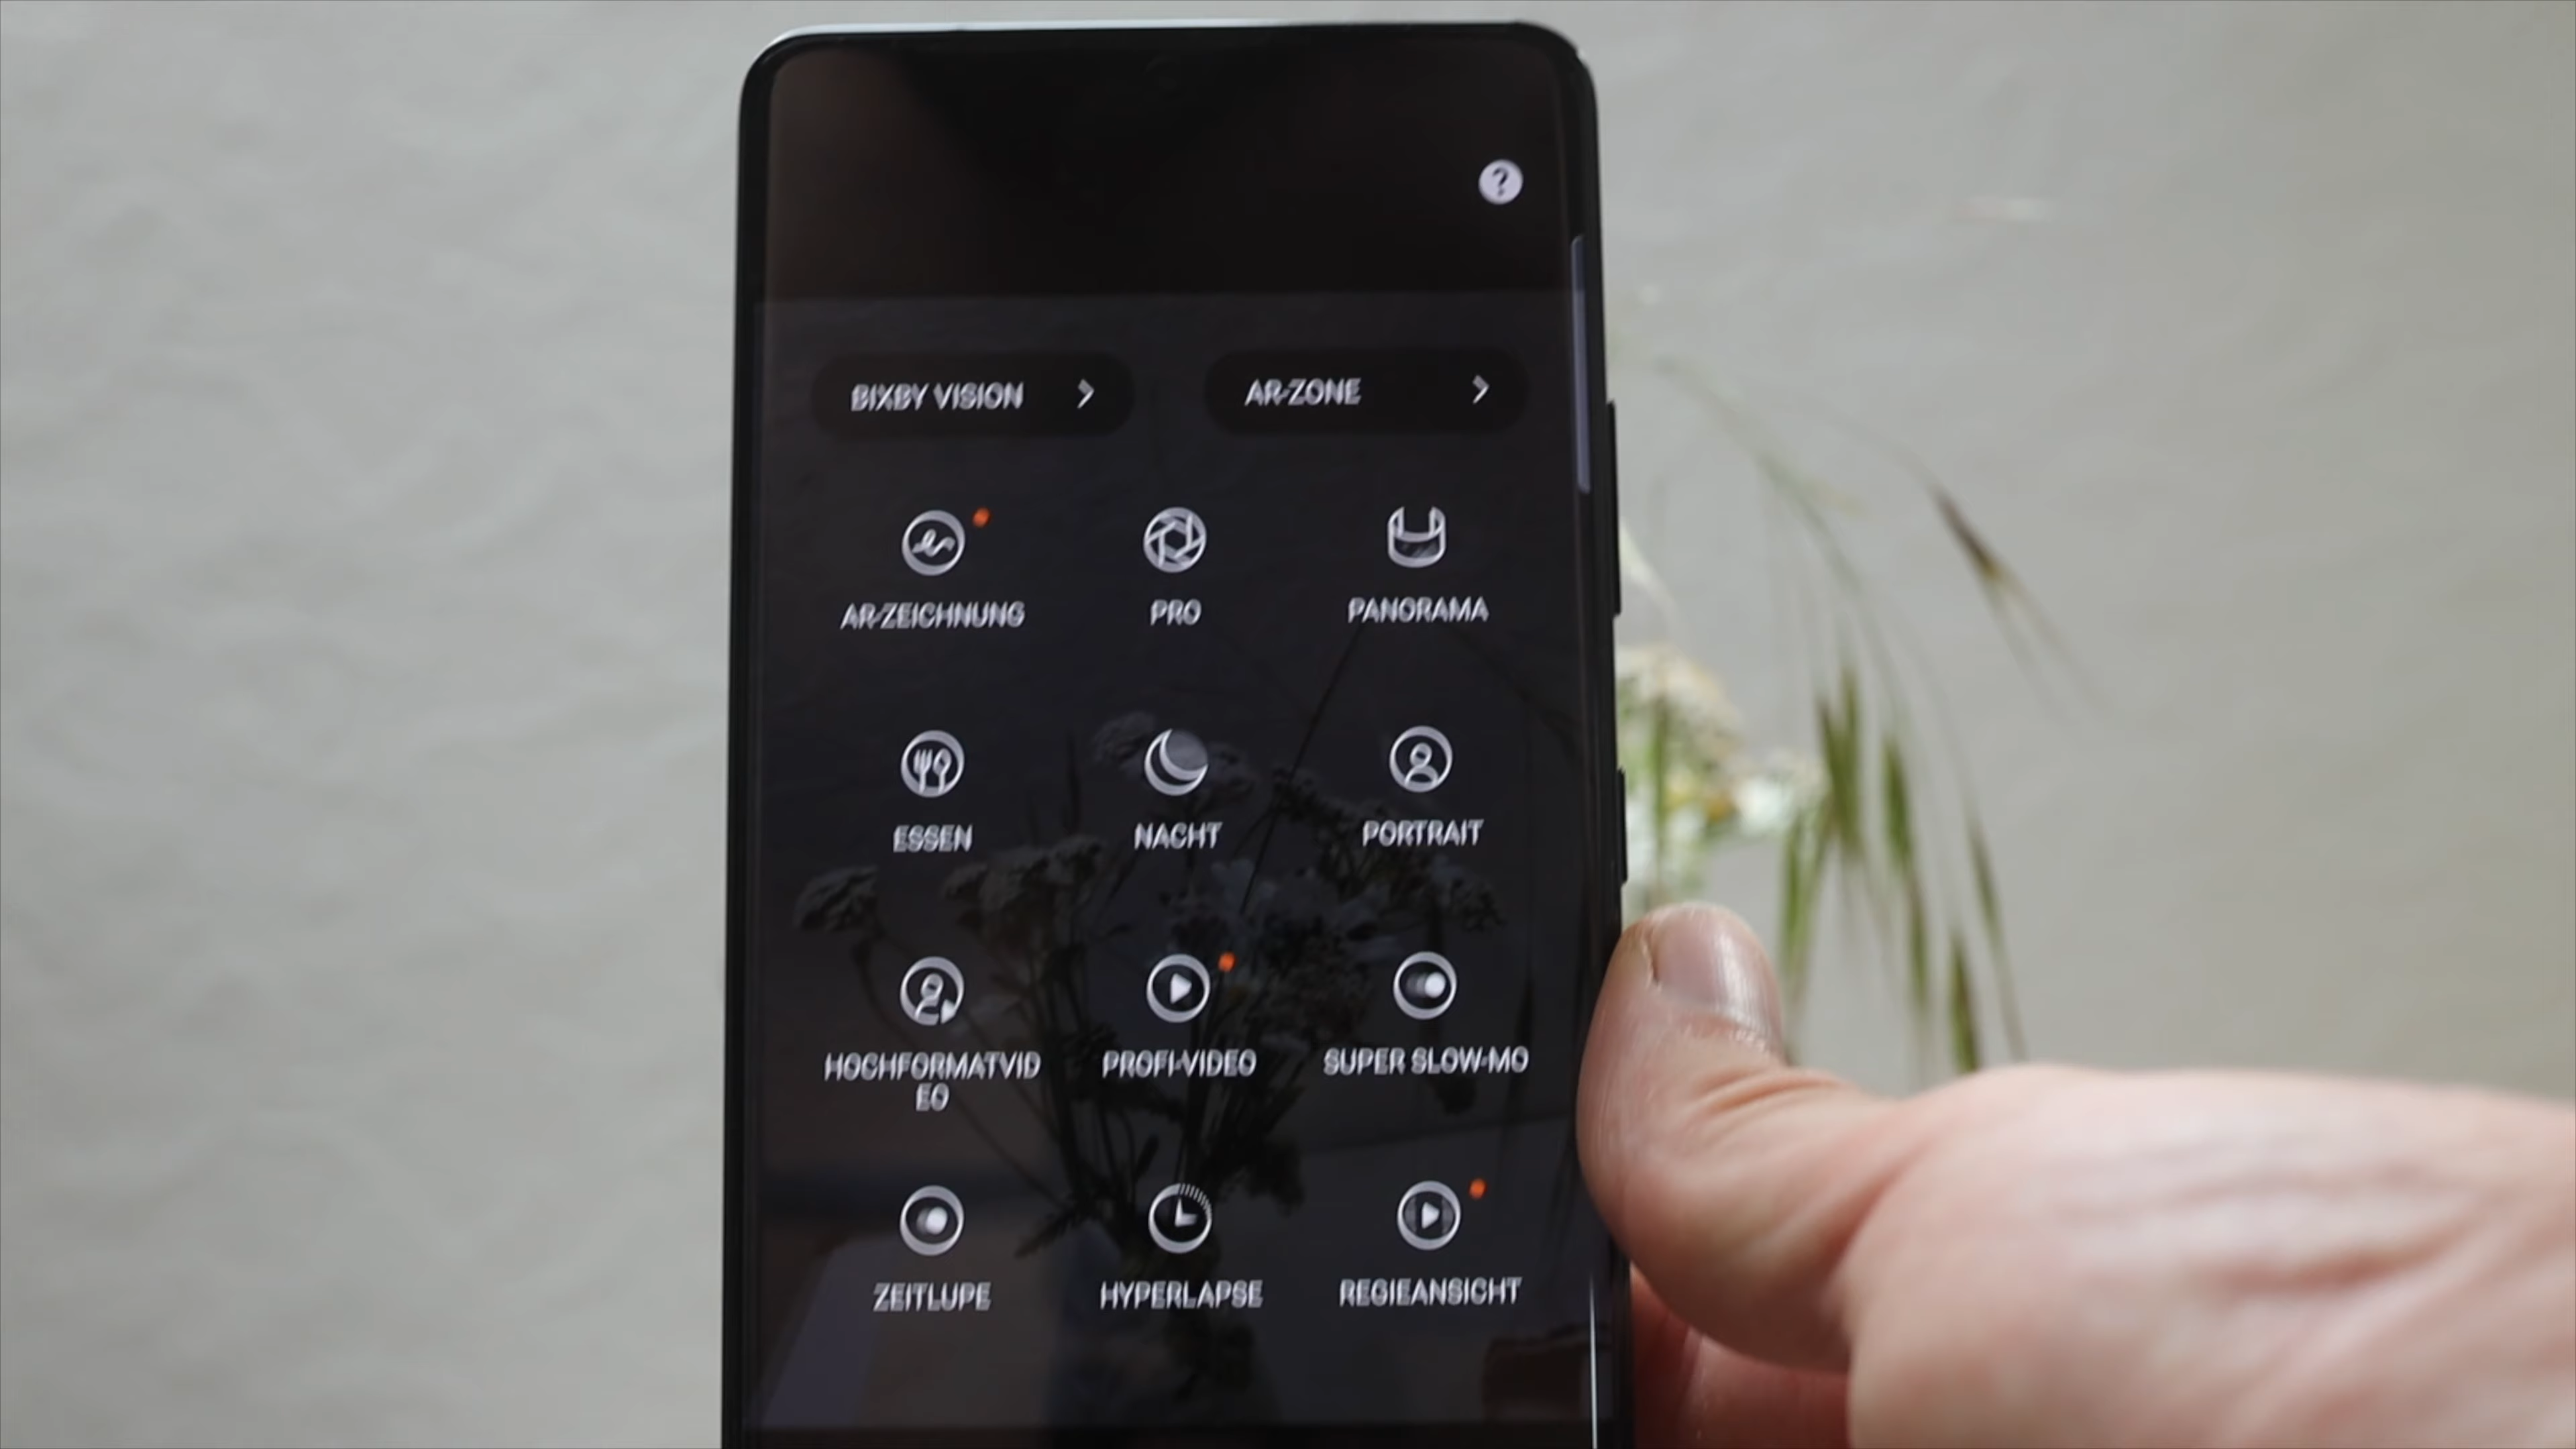 ?
BIXBY VISION
AR-ZONE
AR-ZEICHNUNG
PRO
PANORAMA
ESSEN
NACHT
PORTRAIT
HOCHFORMATVID
EO
PROFI-VIDEO
SUPER SLOW-MO
ZEITLUPE
HYPERLAPSE
REGIEANSICHT